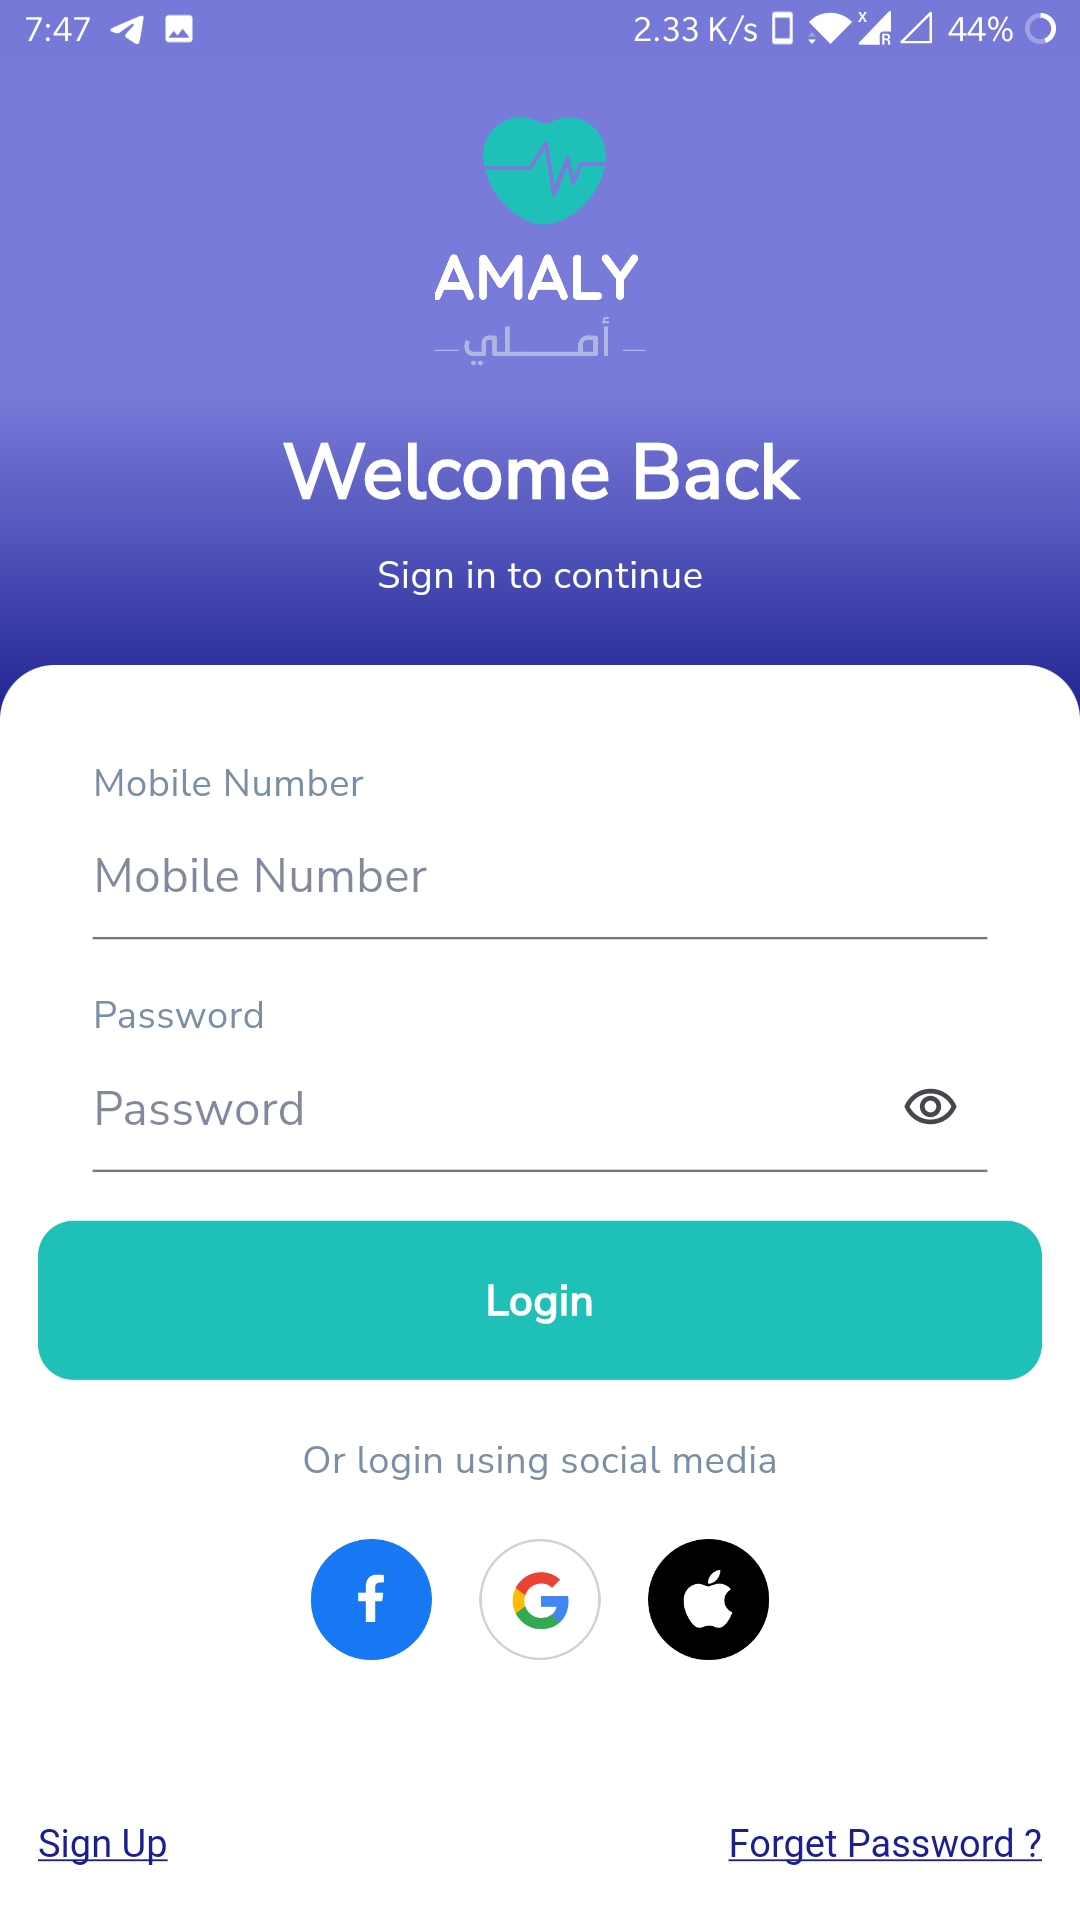 7:47 2.33 K/s X R 44%
AMALY
أمـلي
Welcome Back
Sign in to continue
Mobile Number
Mobile Number
Password
Password
Login
Or login using social media
Sign Up Forget Password ?